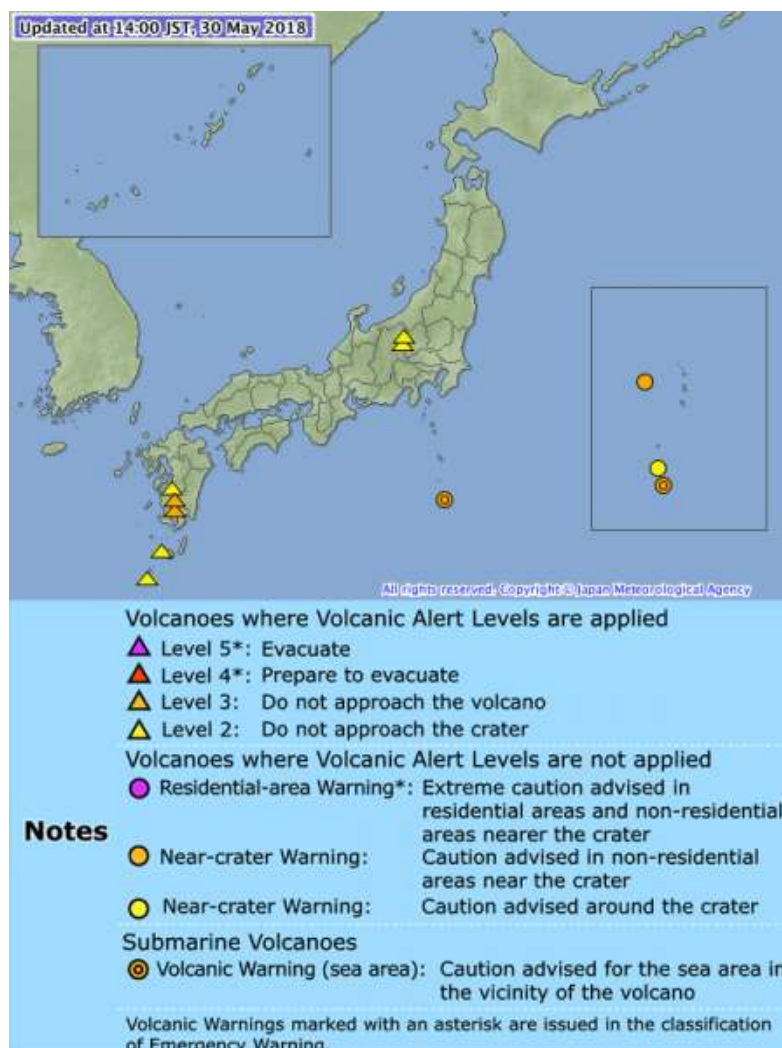 Updated at 14:00 JST, 30 May 2018
All rights reserved. Copyright © Japan Meteorological Agency
Volcanoes where Volcanic Alert Levels are applied
Level 5*: Evacuate
Level 4*: Prepare to evacuate
Level 3: Do not approach the volcano
Level 2: Do not approach the crater
Volcanoes where Volcanic Alert Levels are not applied
Residential-area Warning*: Extreme caution advised in
residential areas and non-residential
areas nearer the crater
Notes
Near-crater Warning: Caution advised in non-residential
areas near the crater
Near-crater Warning: Caution advised around the crater
Submarine Volcanoes
Volcanic Warning (sea area): Caution advised for the sea area in
the vicinity of the volcano
Volcanic Warnings marked with an asterisk are issued in the classification
of Emergency Warning.